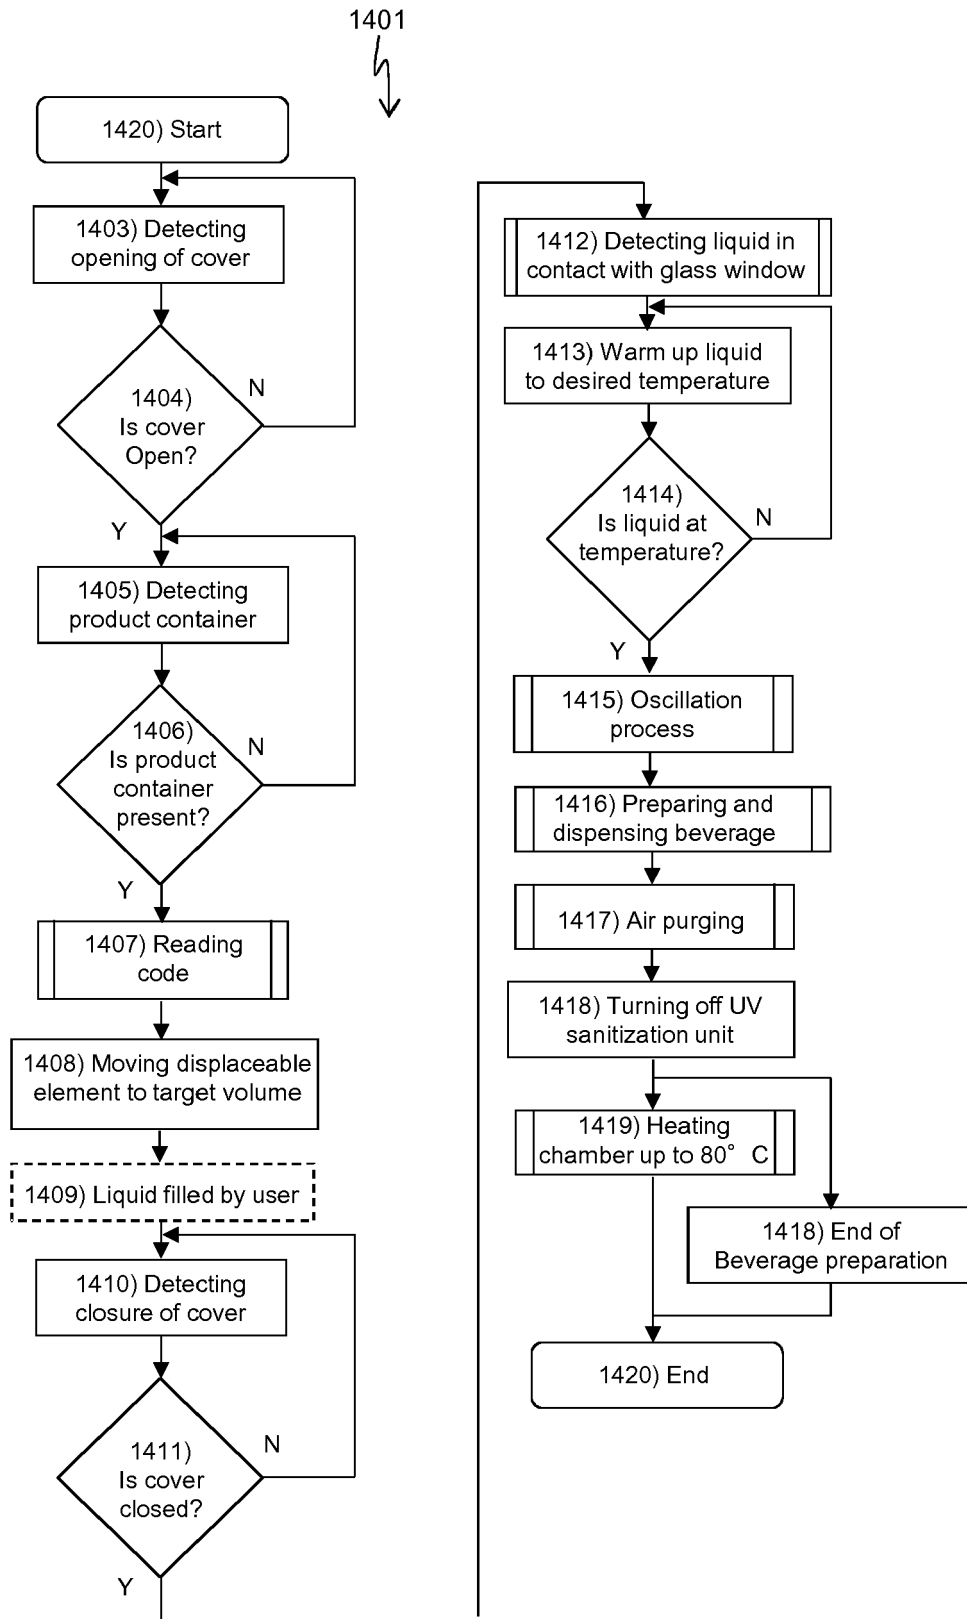 1401
1420) Start
1403) Detecting
opening of cover
1404)
Is cover
Open?
N
Y
1405) Detecting
product container
1406)
Is product
container
present?
N
Y
1407) Reading
code
1408) Moving displaceable
element to target volume
1409) Liquid filled by user
1410) Detecting
closure of cover
1411)
Is cover
closed?
N
Y
1412) Detecting liquid in
contact with glass window
1413) Warm up liquid
to desired temperature
1414)
Is liquid at
temperature?
N
Y
1415) Oscillation
process
1416) Preparing and
dispensing beverage
1417) Air purging
1418) Turning off UV
sanitization unit
1419) Heating
chamber up to 80° C
1418) End of
Beverage preparation
1420) End